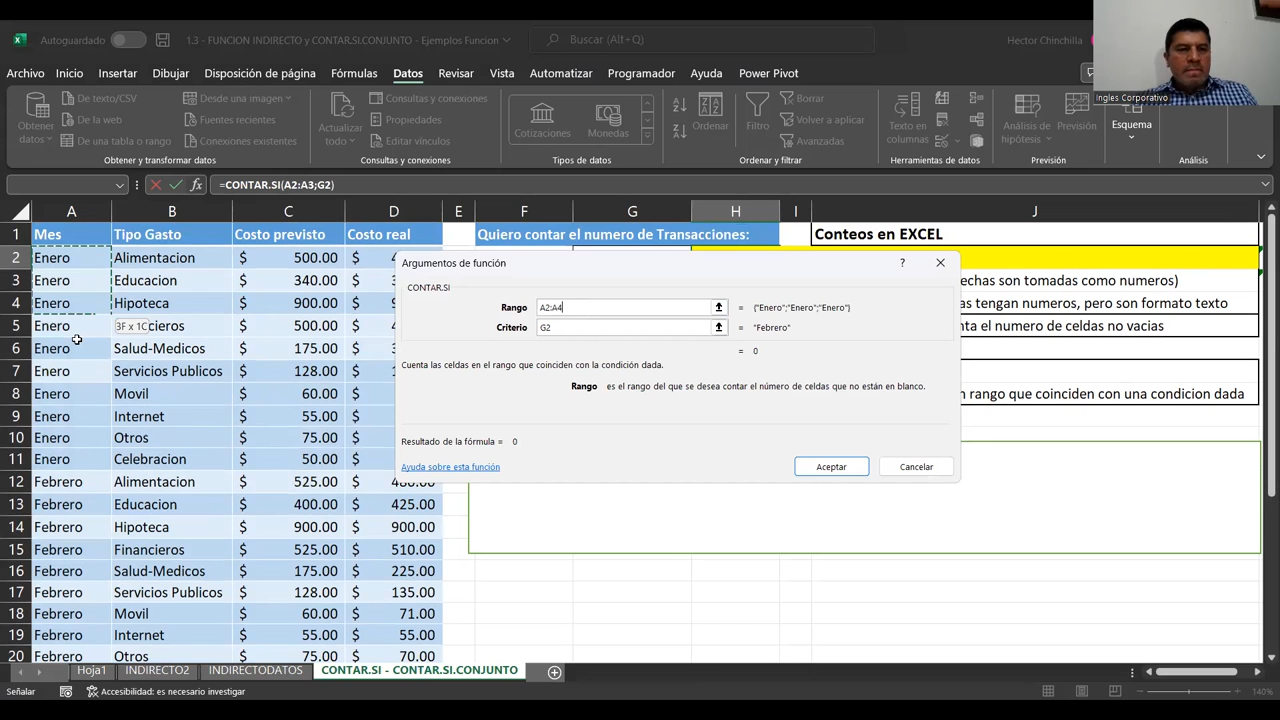 Autoguardado
1.3 - FUNCION INDIRECTO y CONTAR.SI.CONJUNTO - Ejemplos Funcion
Buscar (Alt+Q)
Hector Chinchilla
Archivo Inicio Insertar Dibujar Disposición de página Fórmulas Datos Revisar Vista Automatizar Programador Ayuda Power Pivot
Ingles Corporativo
Obtener datos
De texto/CSV
De la web
De una tabla o rango
Desde una imagen
Fuentes recientes
Conexiones existentes
Actualizar todo
Consultas y conexiones
Propiedades
Editar vínculos
Cotizaciones
Monedas
Ordenar
Filtro
Borrar
Volver a aplicar
Avanzadas
Texto en columnas
Análisis de hipótesis
Previsión
Esquema
Obtener y transformar datos
Consultas y conexiones
Tipos de datos
Ordenar y filtrar
Herramientas de datos
Previsión
Análisis
fx =CONTAR.SI(A2:A3;G2)
A B C D E F G H I J
1 Mes Tipo Gasto Costo previsto Costo real Quiero contar el numero de Transacciones: Conteos en EXCEL
2 Enero Alimentacion $ 500.00 $
3 Enero Educacion $ 340.00 $ echas son tomadas como numeros)
4 Enero Hipoteca $ 900.00 $ as tengan numeros, pero son formato texto
5 Enero 3F x 1C cieros $ 500.00 $ nta el numero de celdas no vacias
6 Enero Salud-Medicos $ 175.00 $
7 Enero Servicios Publicos $ 128.00 $
8 Enero Movil $ 60.00 $ n rango que coinciden con una condicion dada
9 Enero Internet $ 55.00 $
10 Enero Otros $ 75.00 $
11 Enero Celebracion $ 50.00 $
12 Febrero Alimentacion $ 525.00 $
13 Febrero Educacion $ 400.00 $ 425.00
14 Febrero Hipoteca $ 900.00 $ 900.00
15 Febrero Financieros $ 525.00 $ 510.00
16 Febrero Salud-Medicos $ 175.00 $ 225.00
17 Febrero Servicios Publicos $ 128.00 $ 135.00
18 Febrero Movil $ 60.00 $ 71.00
19 Febrero Internet $ 55.00 $ 55.00
20 Febrero Otros $ 75.00 $ 70.00
Argumentos de función ?
CONTAR.SI
Rango A2:A4 = {"Enero";"Enero";"Enero"}
Criterio G2 = "Febrero"
= 0
Cuenta las celdas en el rango que coinciden con la condición dada.
Rango es el rango del que se desea contar el número de celdas que no están en blanco.
Resultado de la fórmula = 0
Ayuda sobre esta función
Aceptar
Cancelar
Hoja1 INDIRECTO2 INDIRECTODATOS CONTAR.SI - CONTAR.SI.CONJUNTO
Señalar Accesibilidad: es necesario investigar 140%